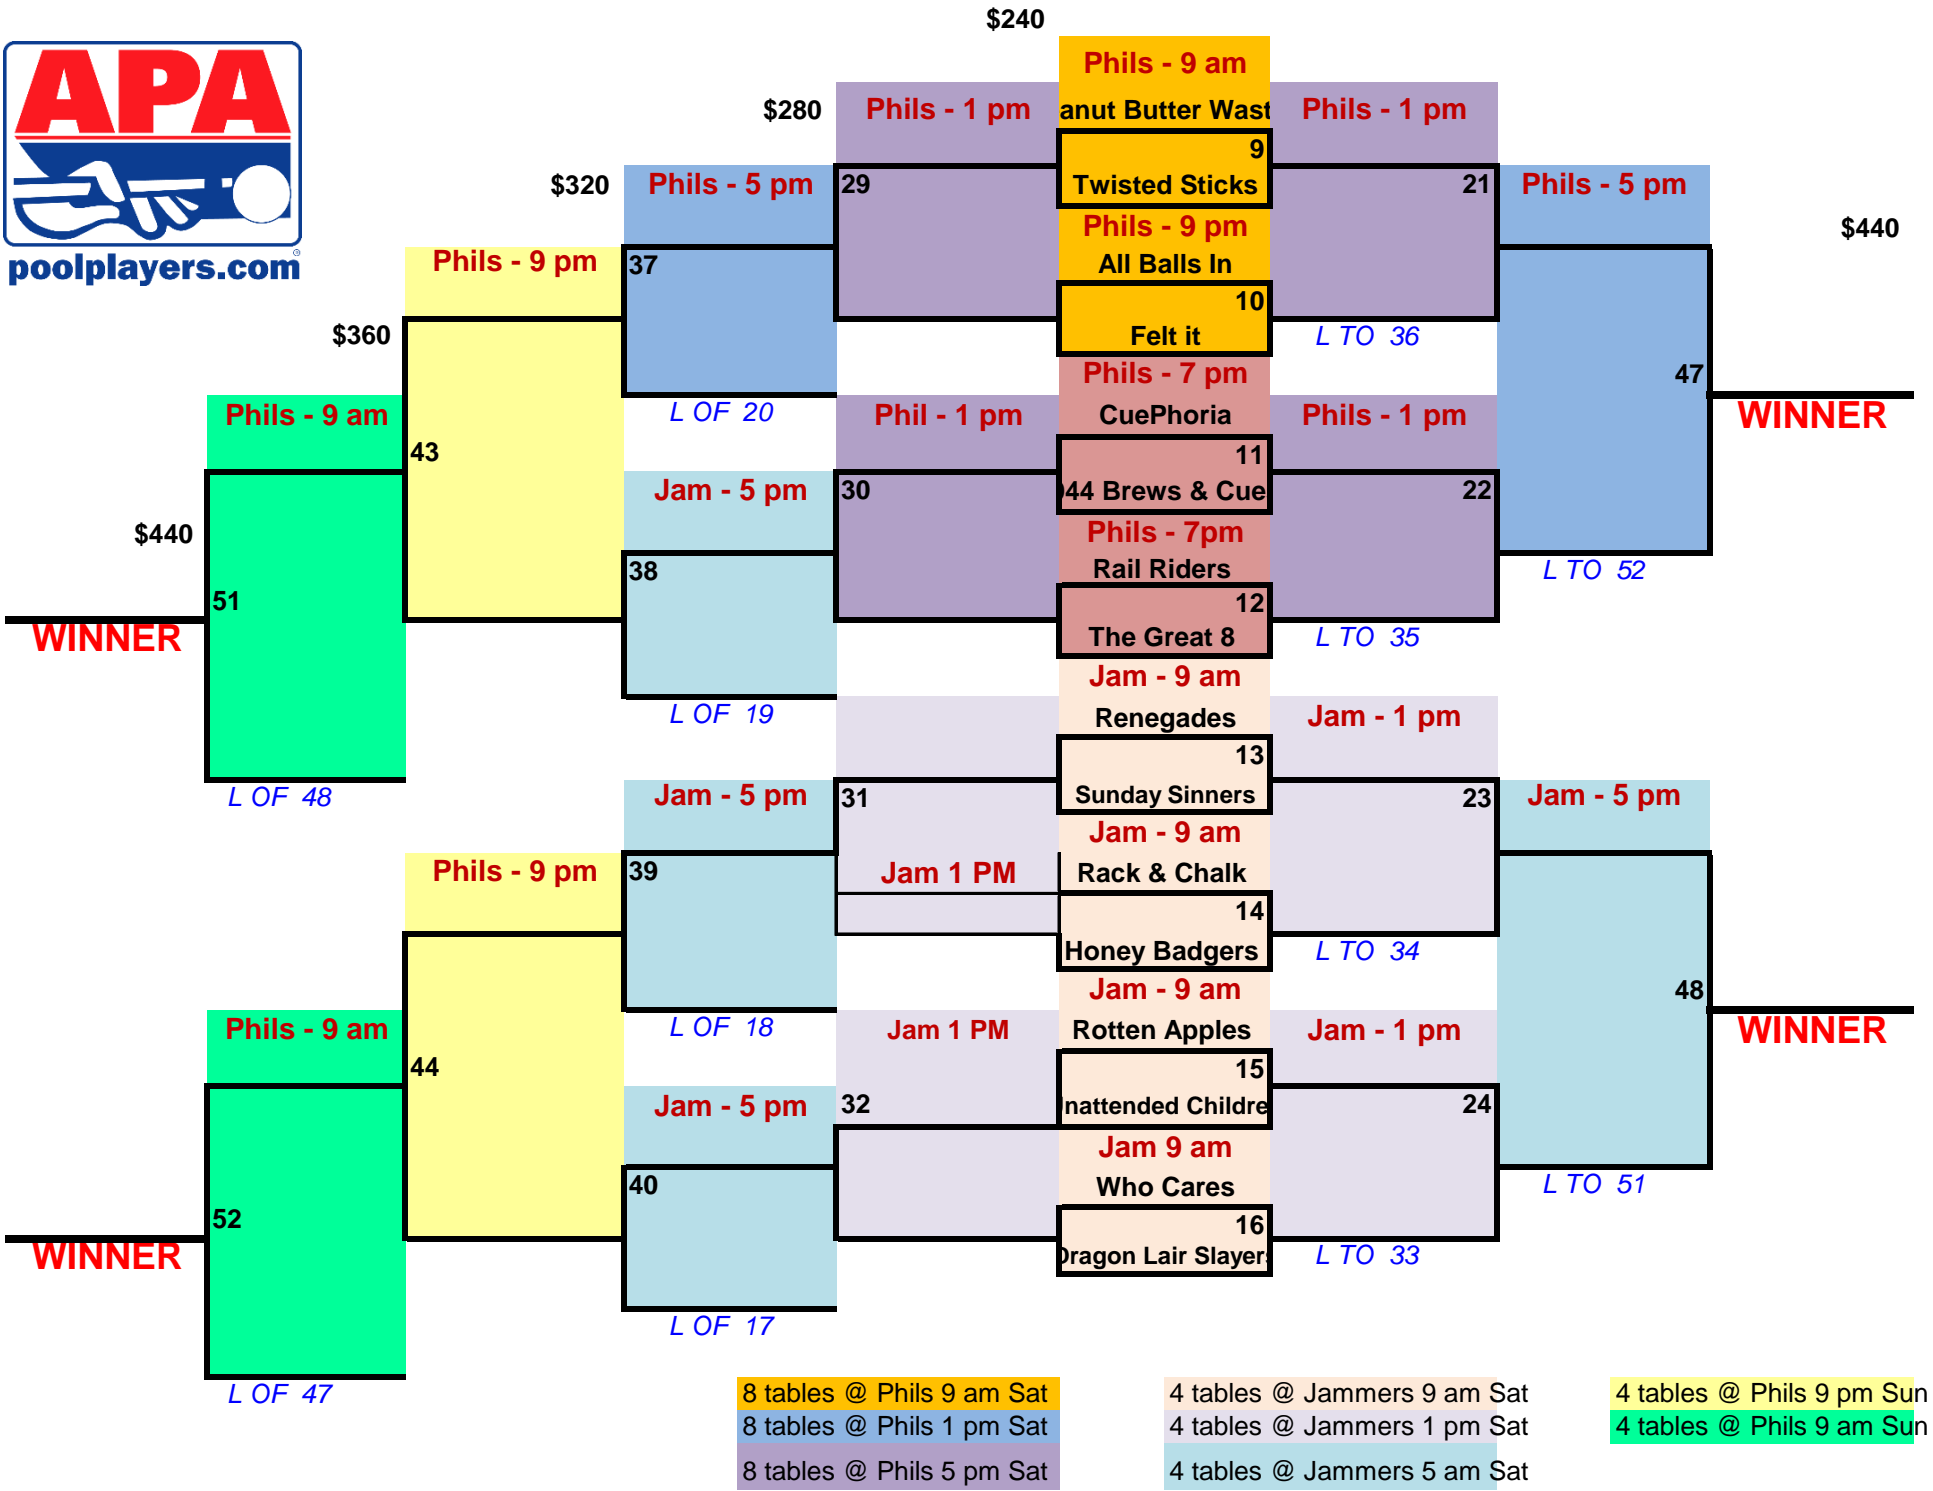 $240
APA
poolplayers.com
Phils - 9 am
$280
Phils - 1 pm
anut Butter Wast
Phils - 1 pm
9
$320
Phils - 5 pm
29
Twisted Sticks
21
Phils - 5 pm
Phils - 9 pm
$440
Phils - 9 pm
37
All Balls In
10
$360
Felt it
L TO 36
Phils - 7 pm
47
Phils - 9 am
L OF 20
Phil - 1 pm
CuePhoria
Phils - 1 pm
WINNER
43
11
Jam - 5 pm
30
44 Brews & Cue
22
$440
Phils - 7pm
38
Rail Riders
L TO 52
51
12
WINNER
The Great 8
L TO 35
Jam - 9 am
L OF 19
Renegades
Jam - 1 pm
13
L OF 48
Jam - 5 pm
31
Sunday Sinners
23
Jam - 5 pm
Jam - 9 am
Phils - 9 pm
39
Jam 1 PM
Rack & Chalk
14
Honey Badgers
L TO 34
Jam - 9 am
48
Phils - 9 am
L OF 18
Jam 1 PM
Rotten Apples
Jam - 1 pm
WINNER
44
15
Jam - 5 pm
32
nattended Childre
24
Jam 9 am
40
Who Cares
L TO 51
52
16
WINNER
Dragon Lair Slayers
L TO 33
L OF 17
L OF 47
8 tables @ Phils 9 am Sat
4 tables @ Jammers 9 am Sat
4 tables @ Phils 9 pm Sun
8 tables @ Phils 1 pm Sat
4 tables @ Jammers 1 pm Sat
4 tables @ Phils 9 am Sun
8 tables @ Phils 5 pm Sat
4 tables @ Jammers 5 am Sat